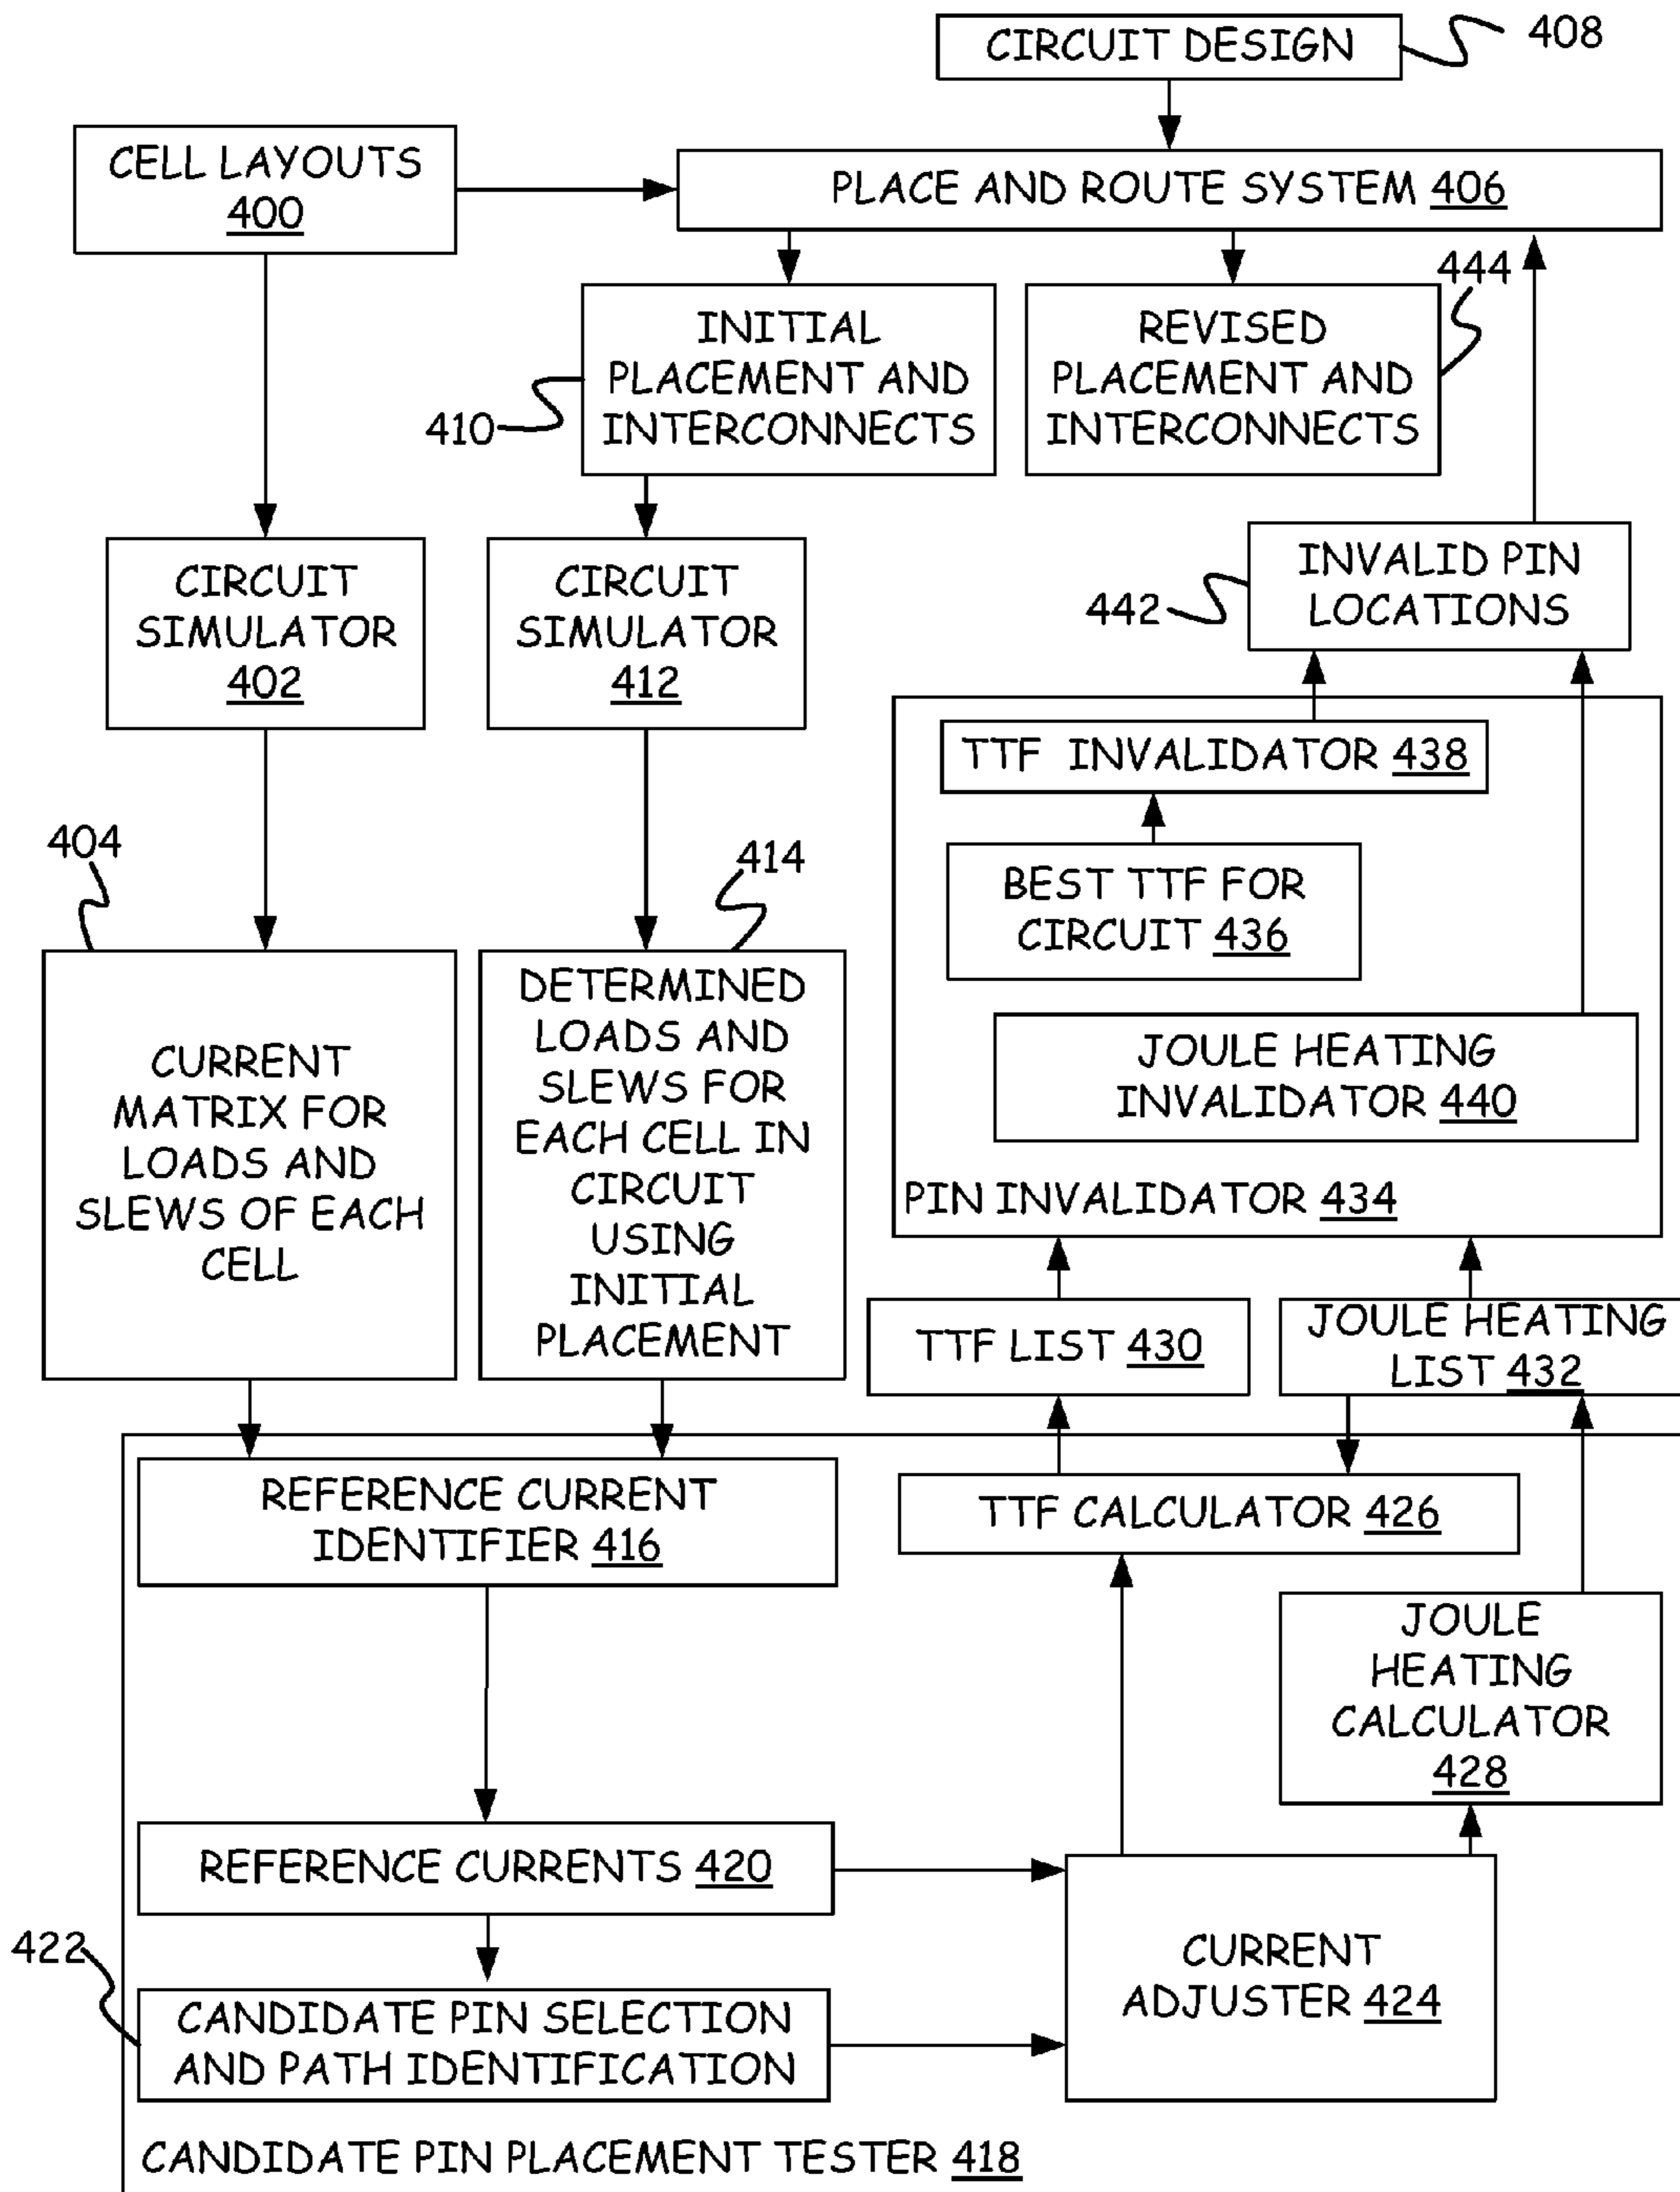 CIRCUIT DESIGN
408
CELL LAYOUTS
400
PLACE AND ROUTE SYSTEM 406
444
INITIAL
PLACEMENT AND
INTERCONNECTS
410
REVISED
PLACEMENT AND
INTERCONNECTS
CIRCUIT
SIMULATOR
402
CIRCUIT
SIMULATOR
412
INVALID PIN
LOCATIONS
442
TTF INVALIDATOR 438
404
414
BEST TTF FOR
CIRCUIT 436
CURRENT
MATRIX FOR
LOADS AND
SLEWS OF EACH
CELL
DETERMINED
LOADS AND
SLEWS FOR
EACH CELL IN
CIRCUIT
USING
INITIAL
PLACEMENT
JOULE HEATING
INVALIDATOR 440
PIN INVALIDATOR 434
TTF LIST 430
JOULE HEATING
LIST 432
REFERENCE CURRENT
IDENTIFIER 416
TTF CALCULATOR 426
JOULE
HEATING
CALCULATOR
428
REFERENCE CURRENTS 420
422
CURRENT
ADJUSTER 424
CANDIDATE PIN SELECTION
AND PATH IDENTIFICATION
CANDIDATE PIN PLACEMENT TESTER 418